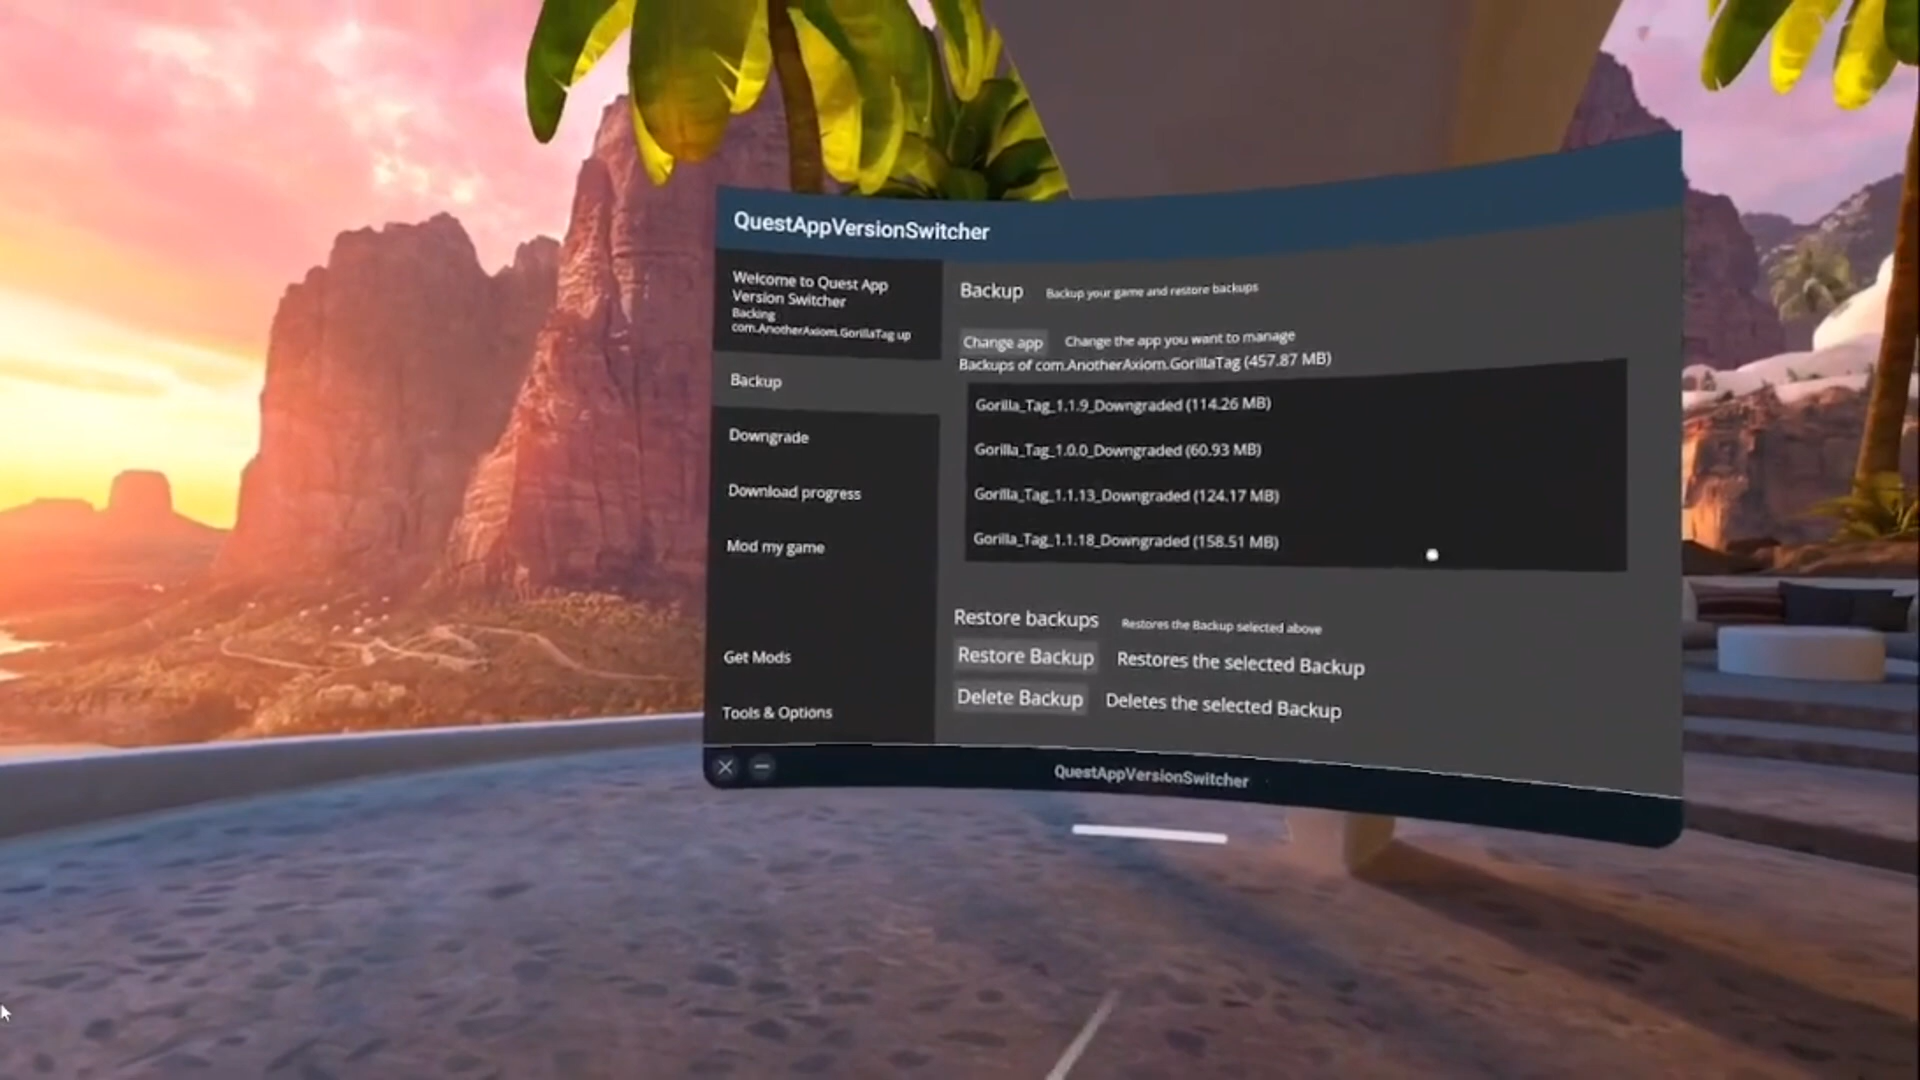 QuestAppVersionSwitcher
Welcome to Quest App
Version Switcher
Backing
com.AnotherAxiom.GorillaTag up
Backup
Downgrade
Download progress
Mod my game
Get Mods
Tools & Options
Backup Backup your game and restore backups
Change app Change the app you want to manage
Backups of com.AnotherAxiom.GorillaTag (457.87 MB)
Gorilla_Tag_1.1.9_Downgraded (114.26 MB)
Gorilla_Tag_1.0.0_Downgraded (60.93 MB)
Gorilla_Tag_1.1.13_Downgraded (124.17 MB)
Gorilla_Tag_1.1.18_Downgraded (158.51 MB)
Restore backups Restores the Backup selected above
Restore Backup Restores the selected Backup
Delete Backup Deletes the selected Backup
QuestAppVersionSwitcher